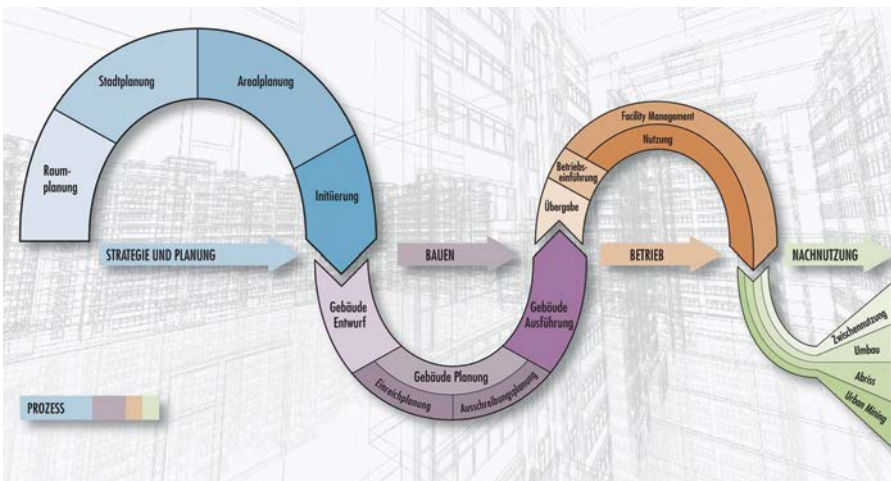 Stadtplanung
Arealplanung
Raum-
planung
Initiierung
STRATEGIE UND PLANUNG
Gebäude
Entwurf
Gebäude Planung
Einreichplanung
Ausschreibungsplanung
BAUEN
Gebäude
Ausführung
Übergabe
Betriebs-
einführung
Facility Management
Nutzung
BETRIEB
NACHNUTZUNG
Zwischennutzung
Umbau
Abriss
Urban Mining
PROZESS